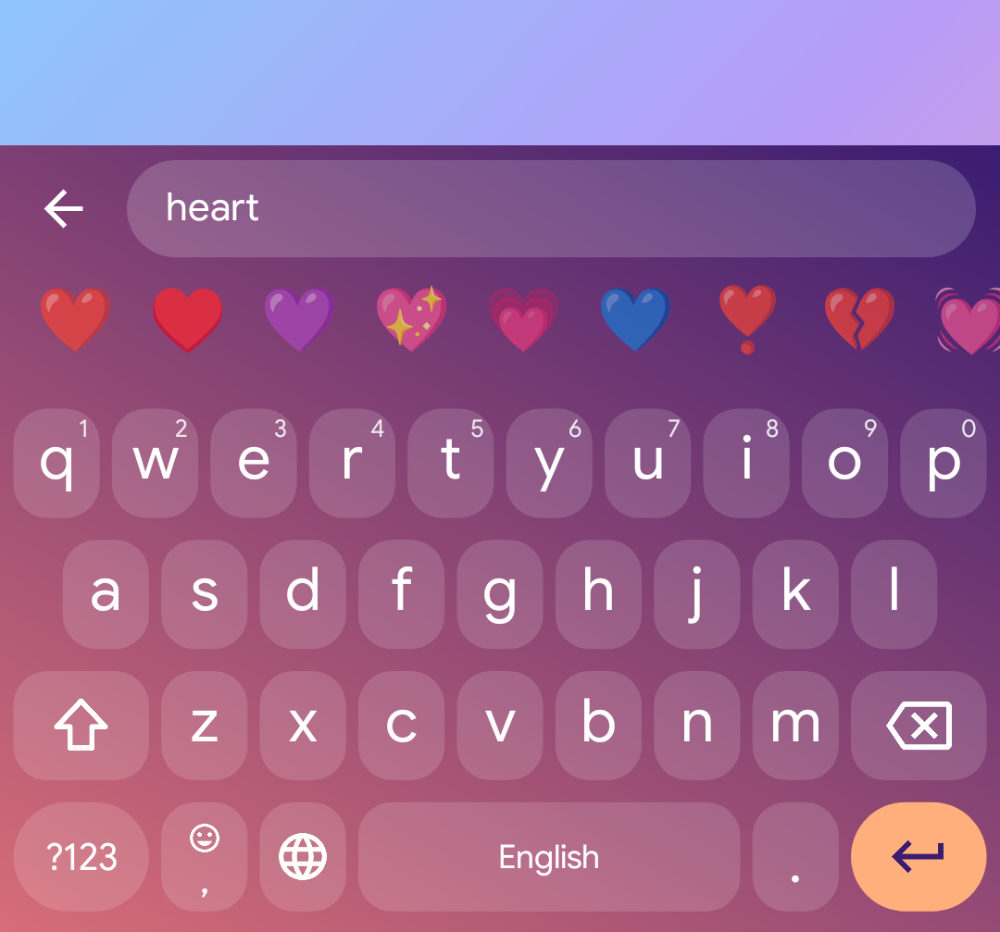 heart
q 1 w 2 e 3 r 4 t 5 y 6 u 7 i 8 o 9 p 0
a s d f g h j k l
z x c v b n m
?123 , English .